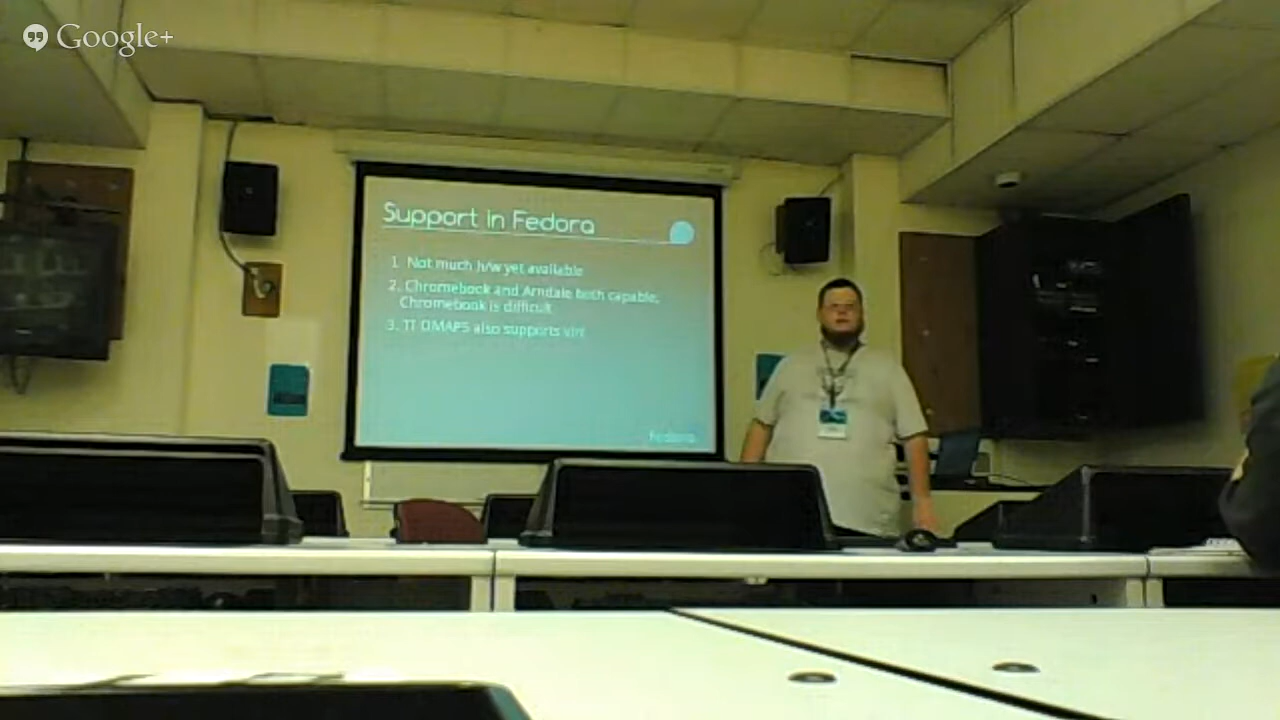 Google+
Support in Fedora
1. Not much h/w yet available
2. Chromebook and Arndale both capable,
Chromebook is difficult
3. TI OMAP5 also supports virt
Fedora